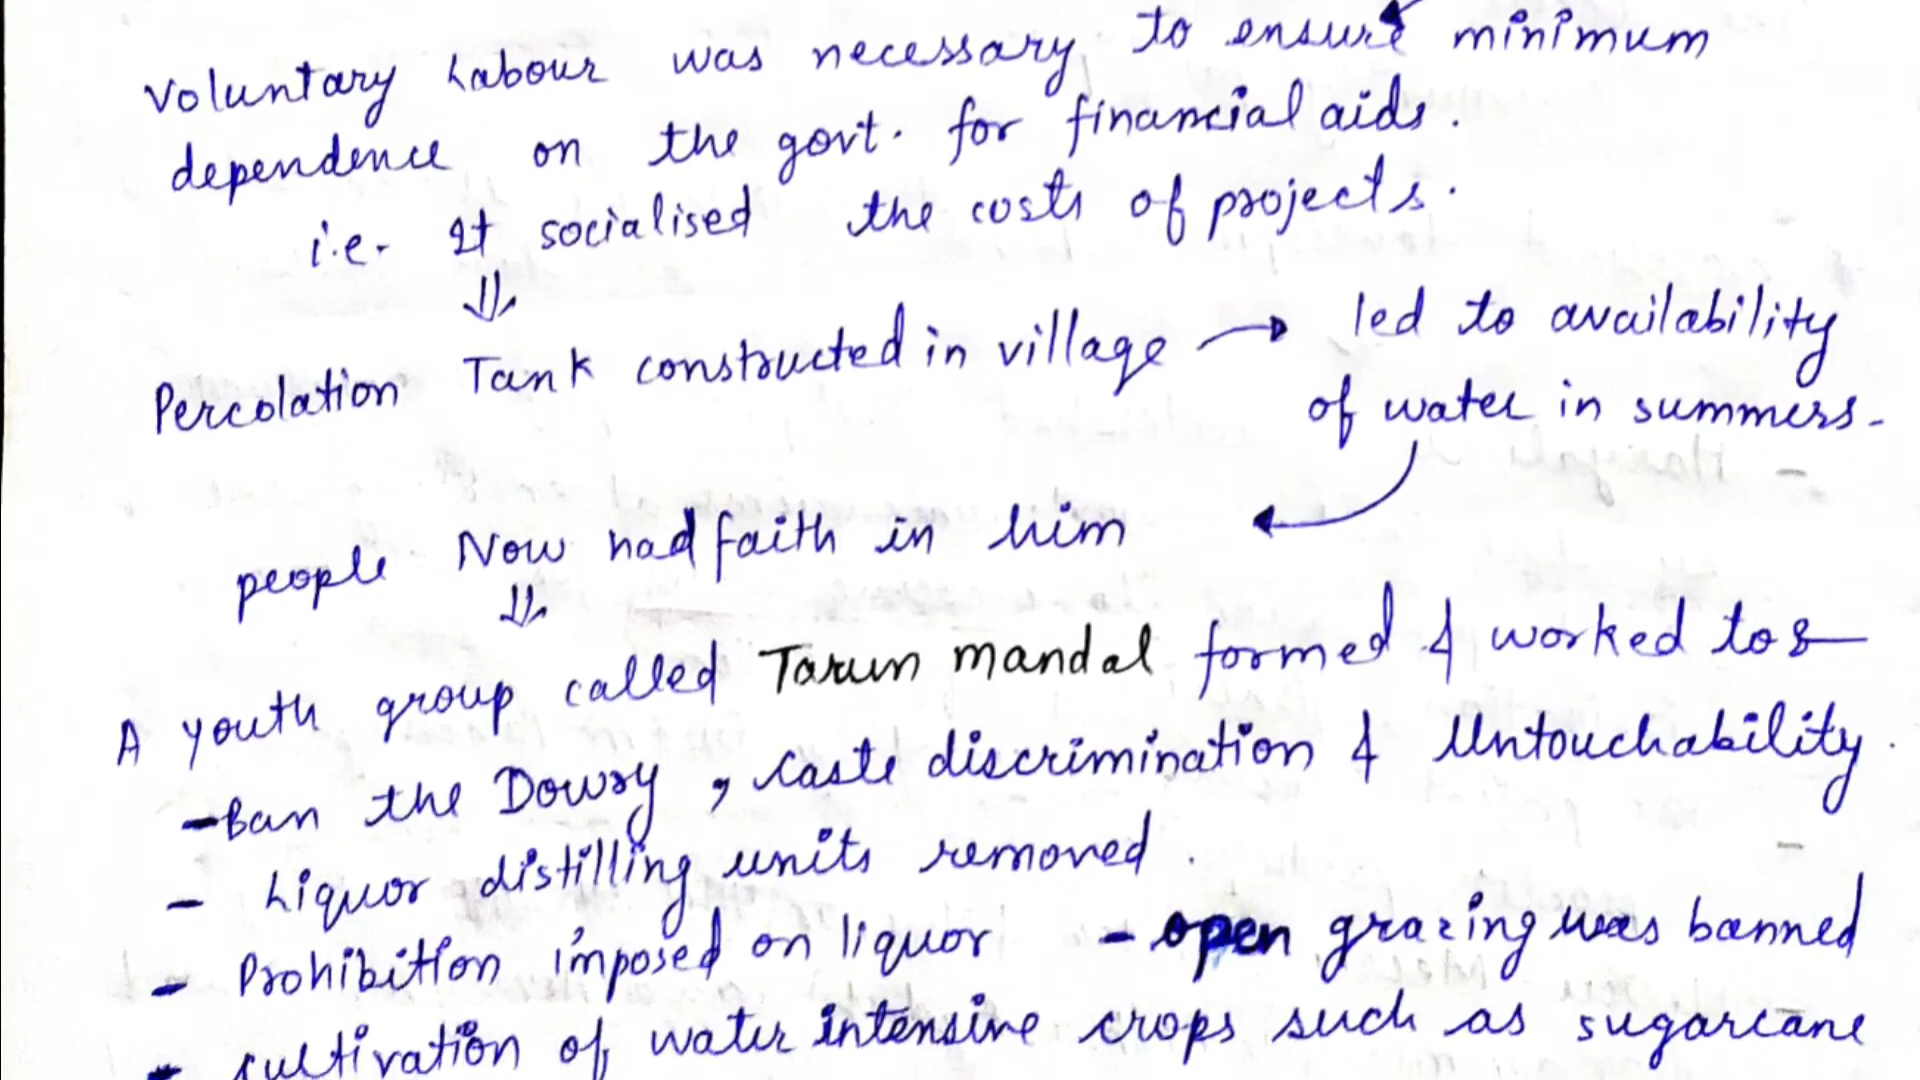 Voluntary Labour was necessary to ensure minimum
dependence on the govt. for financial aids.
i.e. It socialised the costs of projects.
⇓
Percolation Tank constructed in village → led to availability
of water in summers.
people Now had faith in him
⇓
A youth group called Tarun mandal formed & worked to :-
- Ban the Dowry, caste discrimination & Untouchability.
- Liquor distilling units removed.
- Prohibition imposed on liquor - open grazing was banned
- cultivation of water intensive crops such as sugarcane